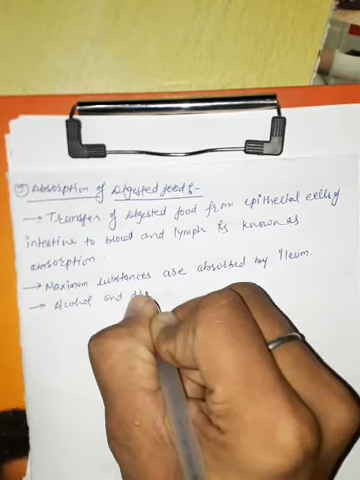 ⑤ Absorption of Digested food :-
→ Transfer of digested food from epithelial cells of
intestine to blood and lymph is known as
absorption.
→ Maximum substances are absorbed by ileum.
→ Alcohol and